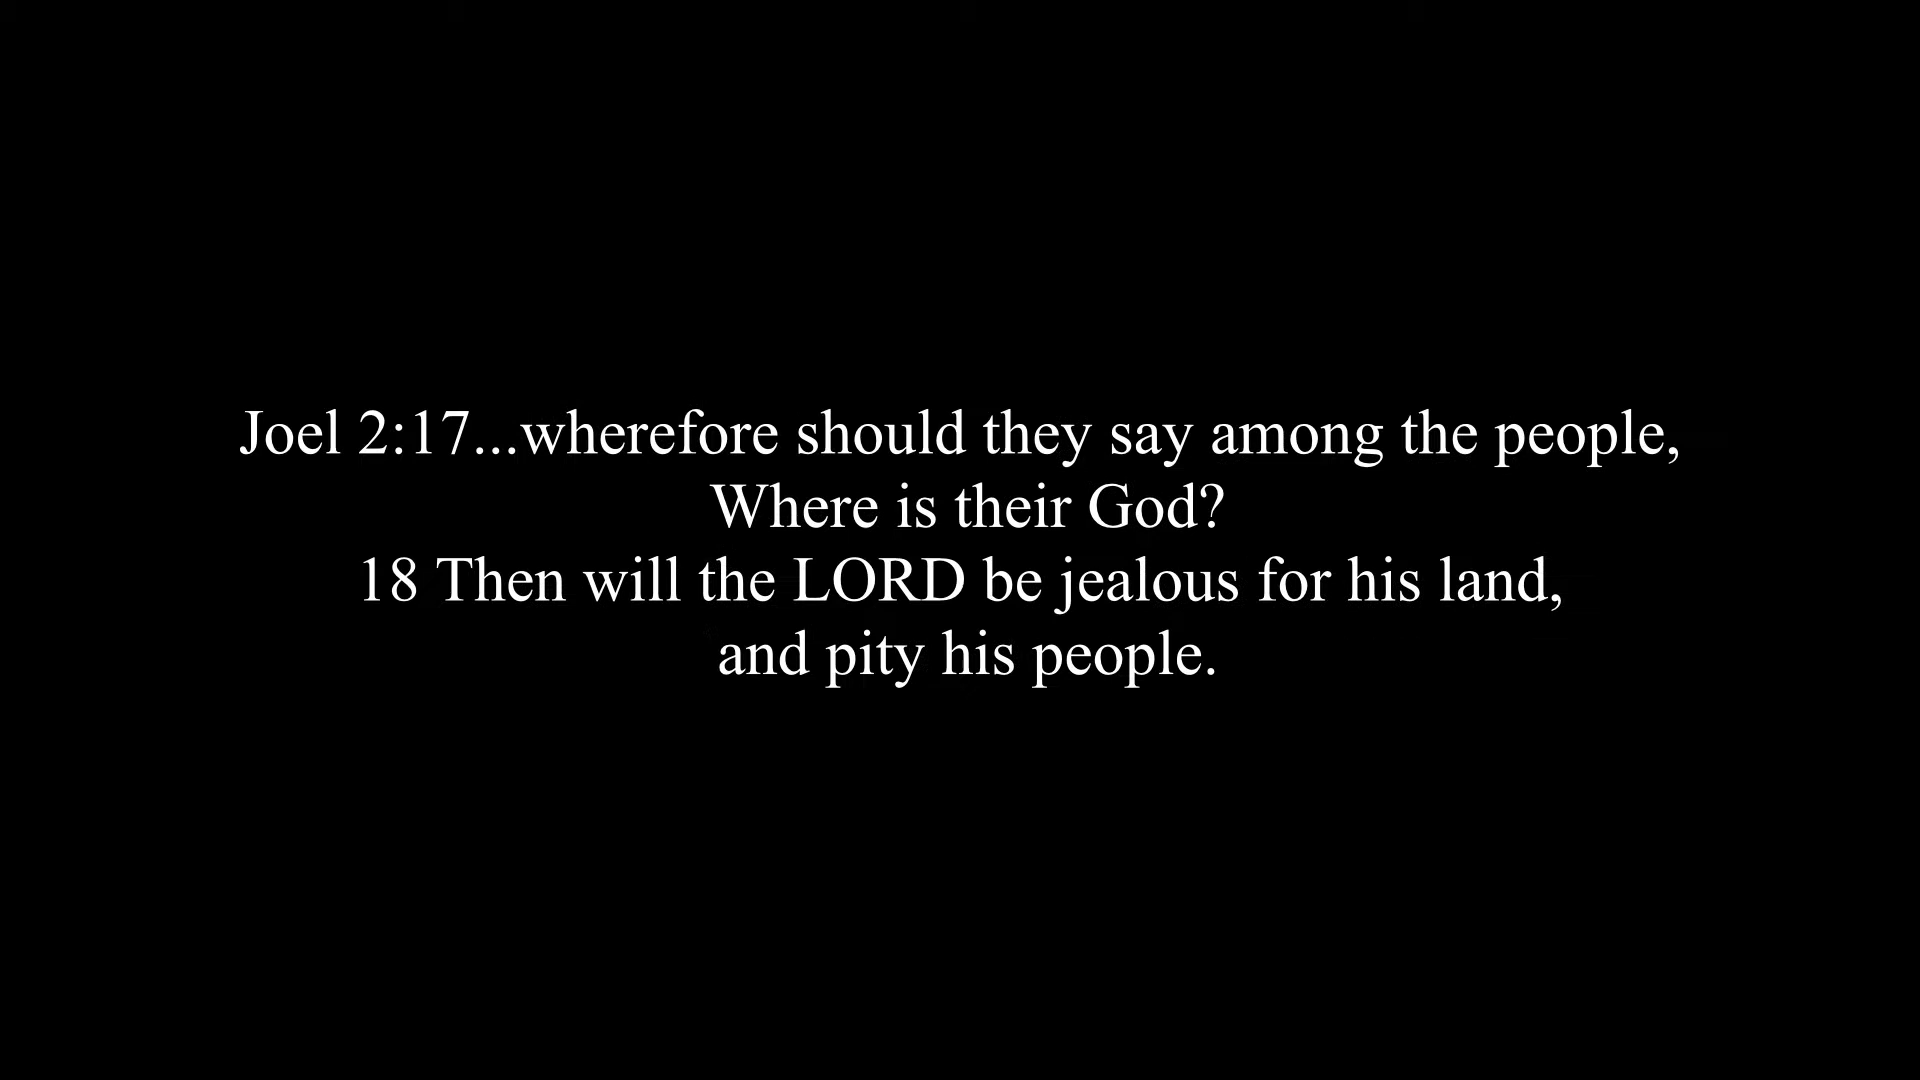 Joel 2:17...wherefore should they say among the people,
Where is their God?
18 Then will the LORD be jealous for his land,
and pity his people.